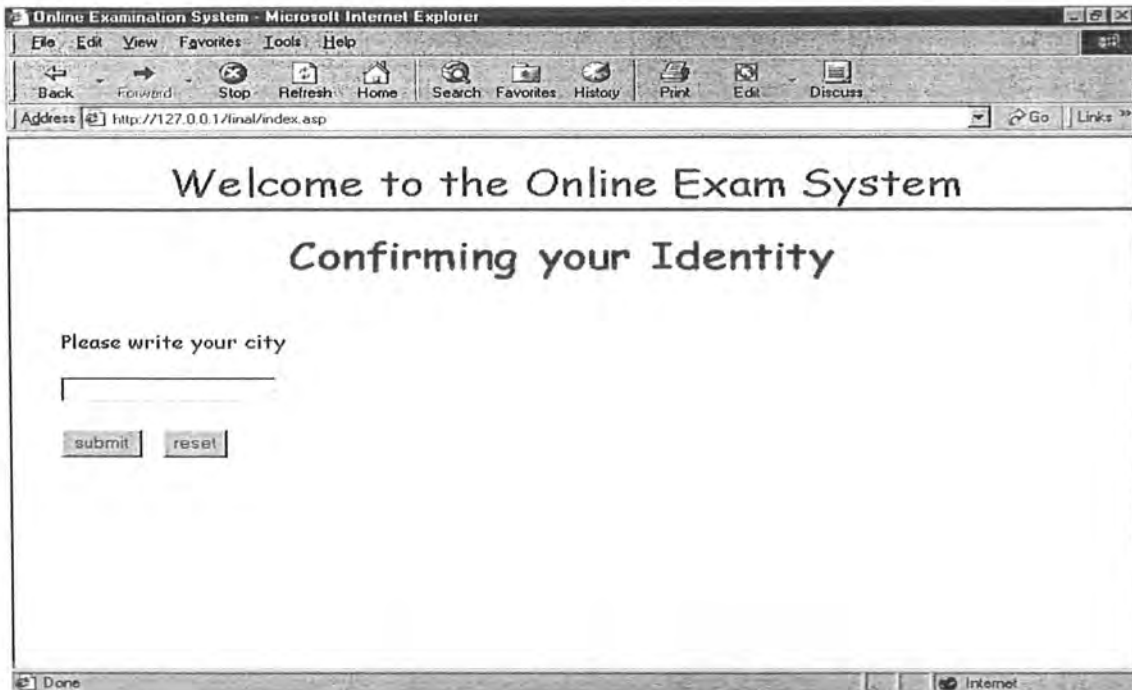 Online Examination System - Microsoft Internet Explorer
File Edit View Favorites Tools Help
Back Forward Stop Refresh Home Search Favorites History Print Edit Discuss
Address http://127.0.0.1/final/index.asp Go Links »
Welcome to the Online Exam System
Confirming your Identity
Please write your city
submit reset
Done Internet